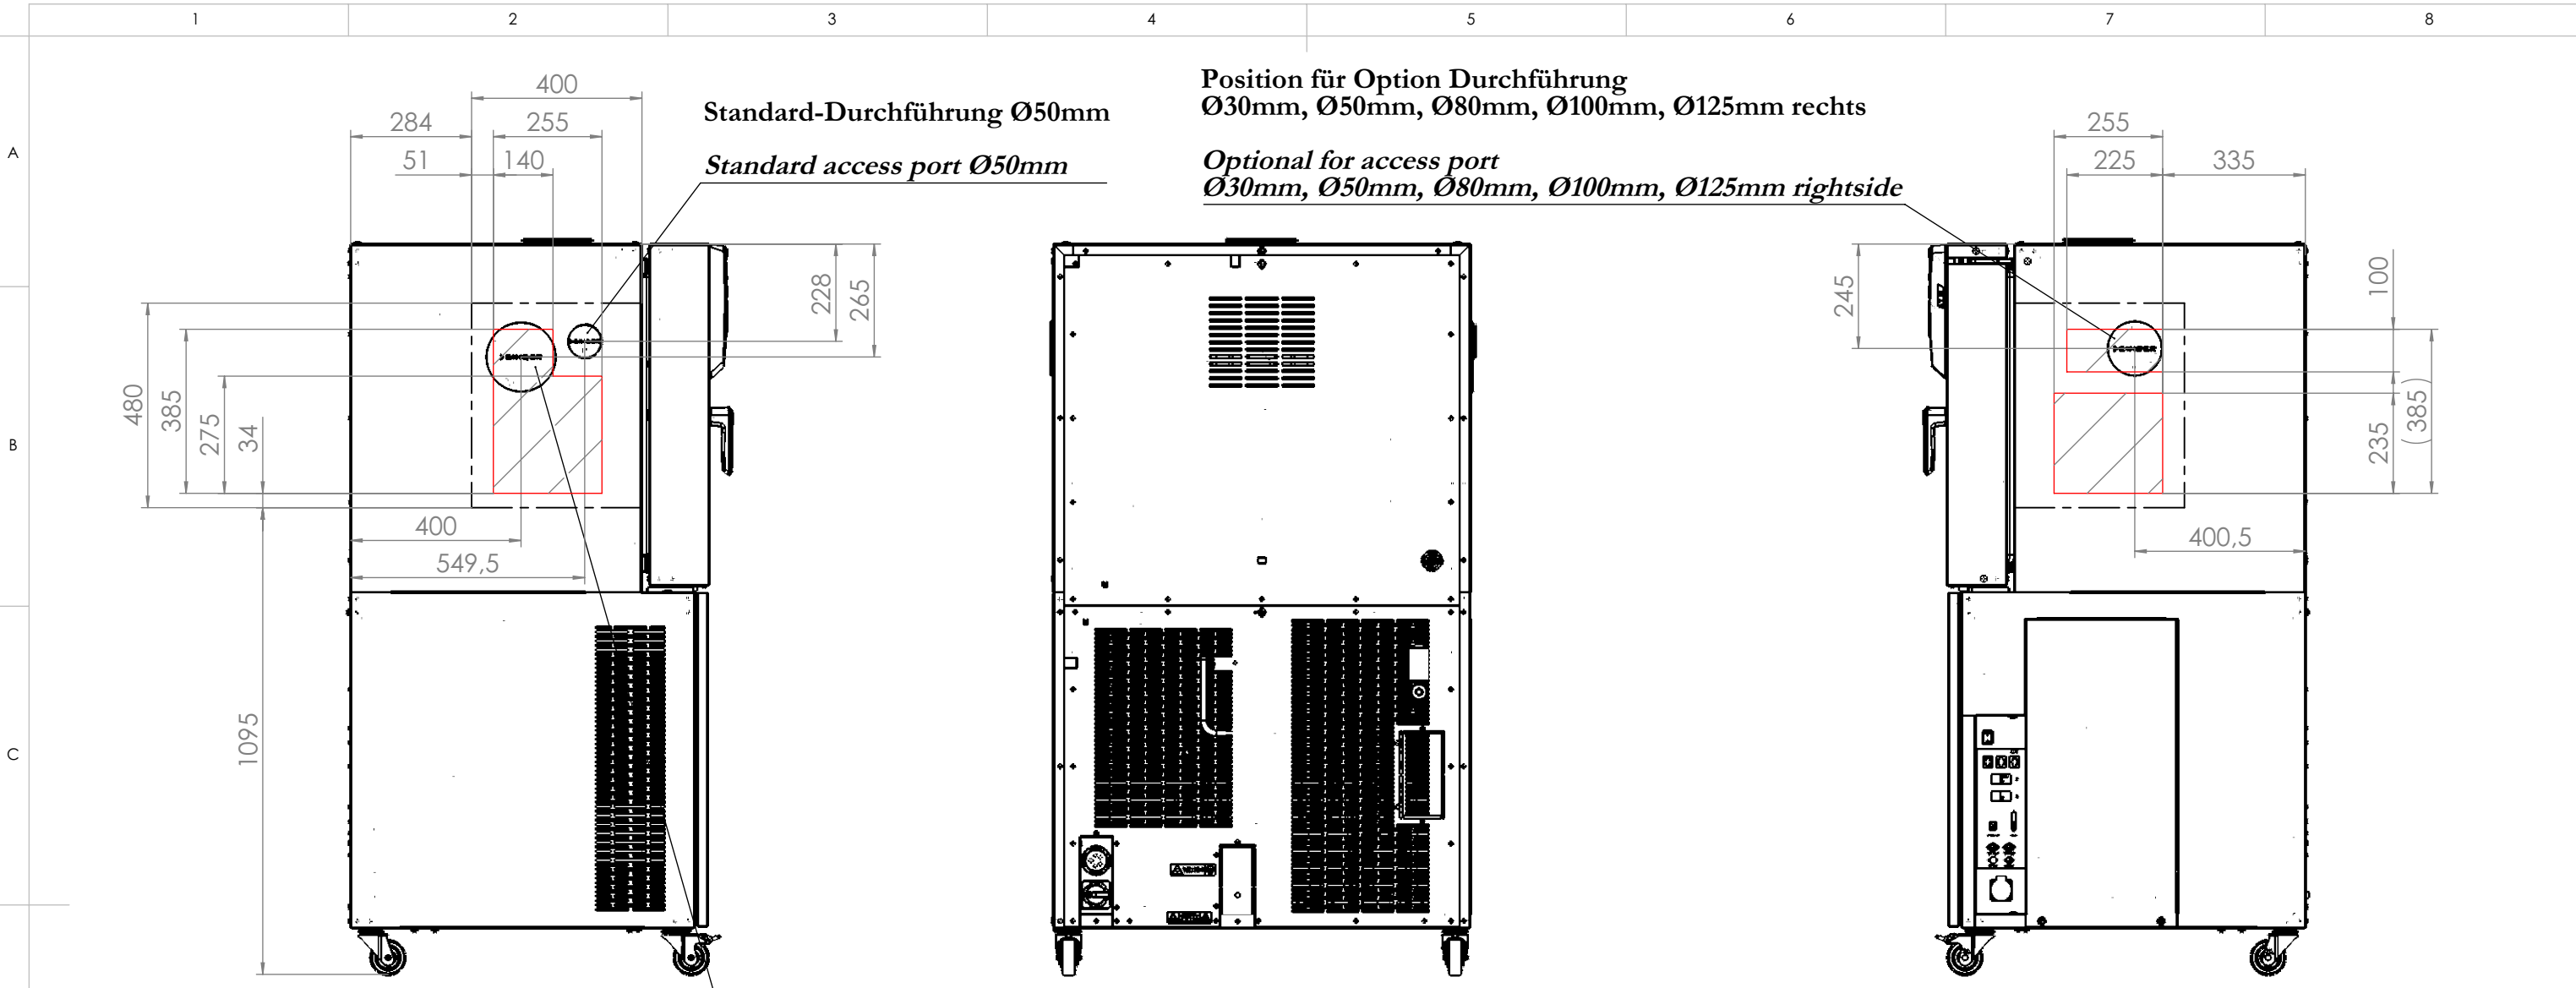 1 2 3 4 5 6 7 8
A
B
C
Standard-Durchführung Ø50mm
Standard access port Ø50mm
Position für Option Durchführung
Ø30mm, Ø50mm, Ø80mm, Ø100mm, Ø125mm rechts
Optional for access port
Ø30mm, Ø50mm, Ø80mm, Ø100mm, Ø125mm rightside
400
284 255
51 140
228
265
480
385
275
34
400
549,5
1095
255
225 335
245
100
235
(385)
400,5